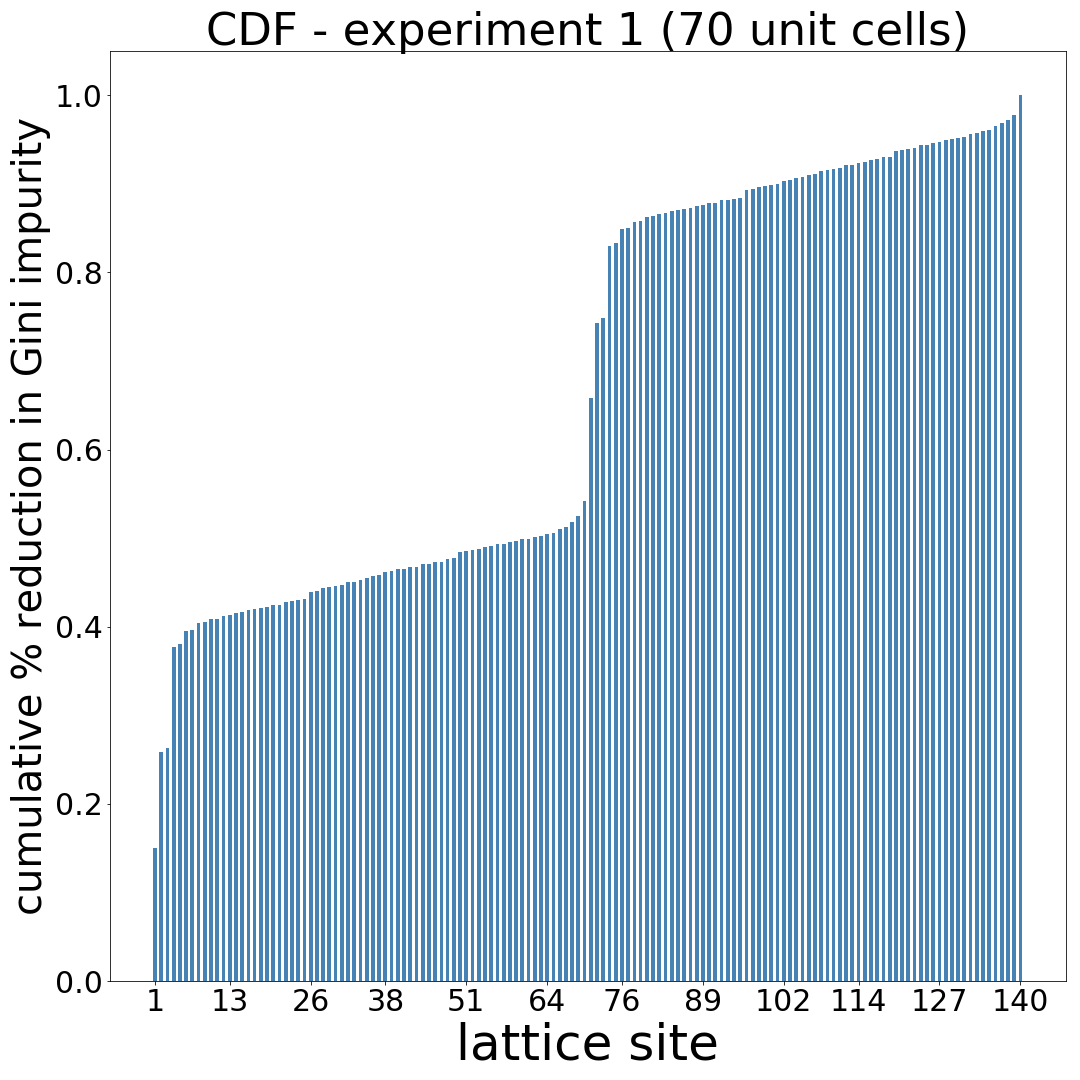 CDF - experiment 1 (70 unit cells)
cumulative % reduction in Gini impurity
1.0
0.8
0.6
0.4
0.2
0.0
1 13 26 38 51 64 76 89 102 114 127 140
lattice site